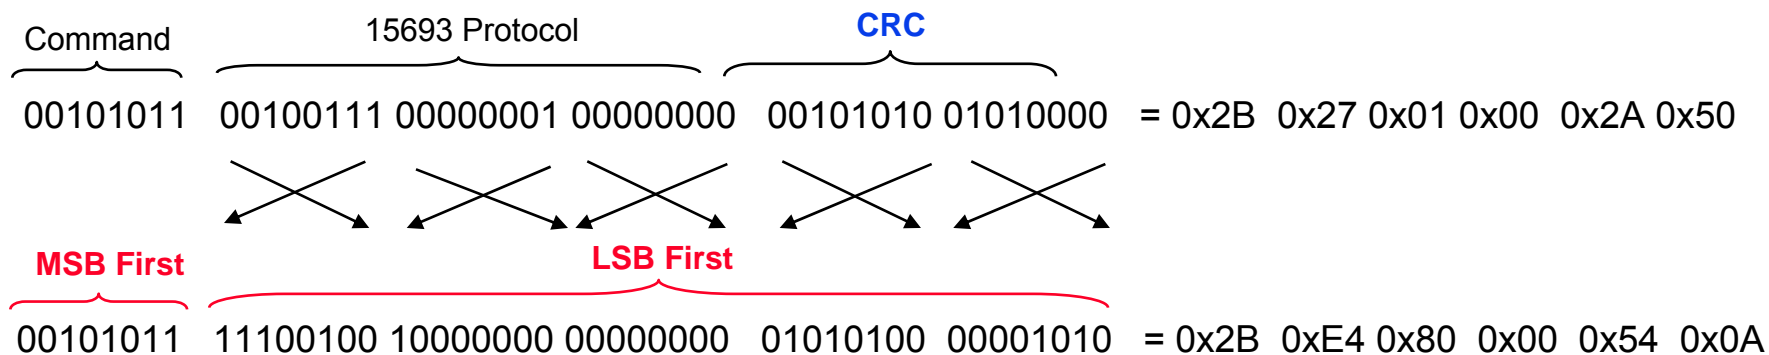 Command 15693 Protocol CRC
00101011 00100111 00000001 00000000 00101010 01010000 = 0x2B 0x27 0x01 0x00 0x2A 0x50
MSB First LSB First
00101011 11100100 10000000 00000000 01010100 00001010 = 0x2B 0xE4 0x80 0x00 0x54 0x0A